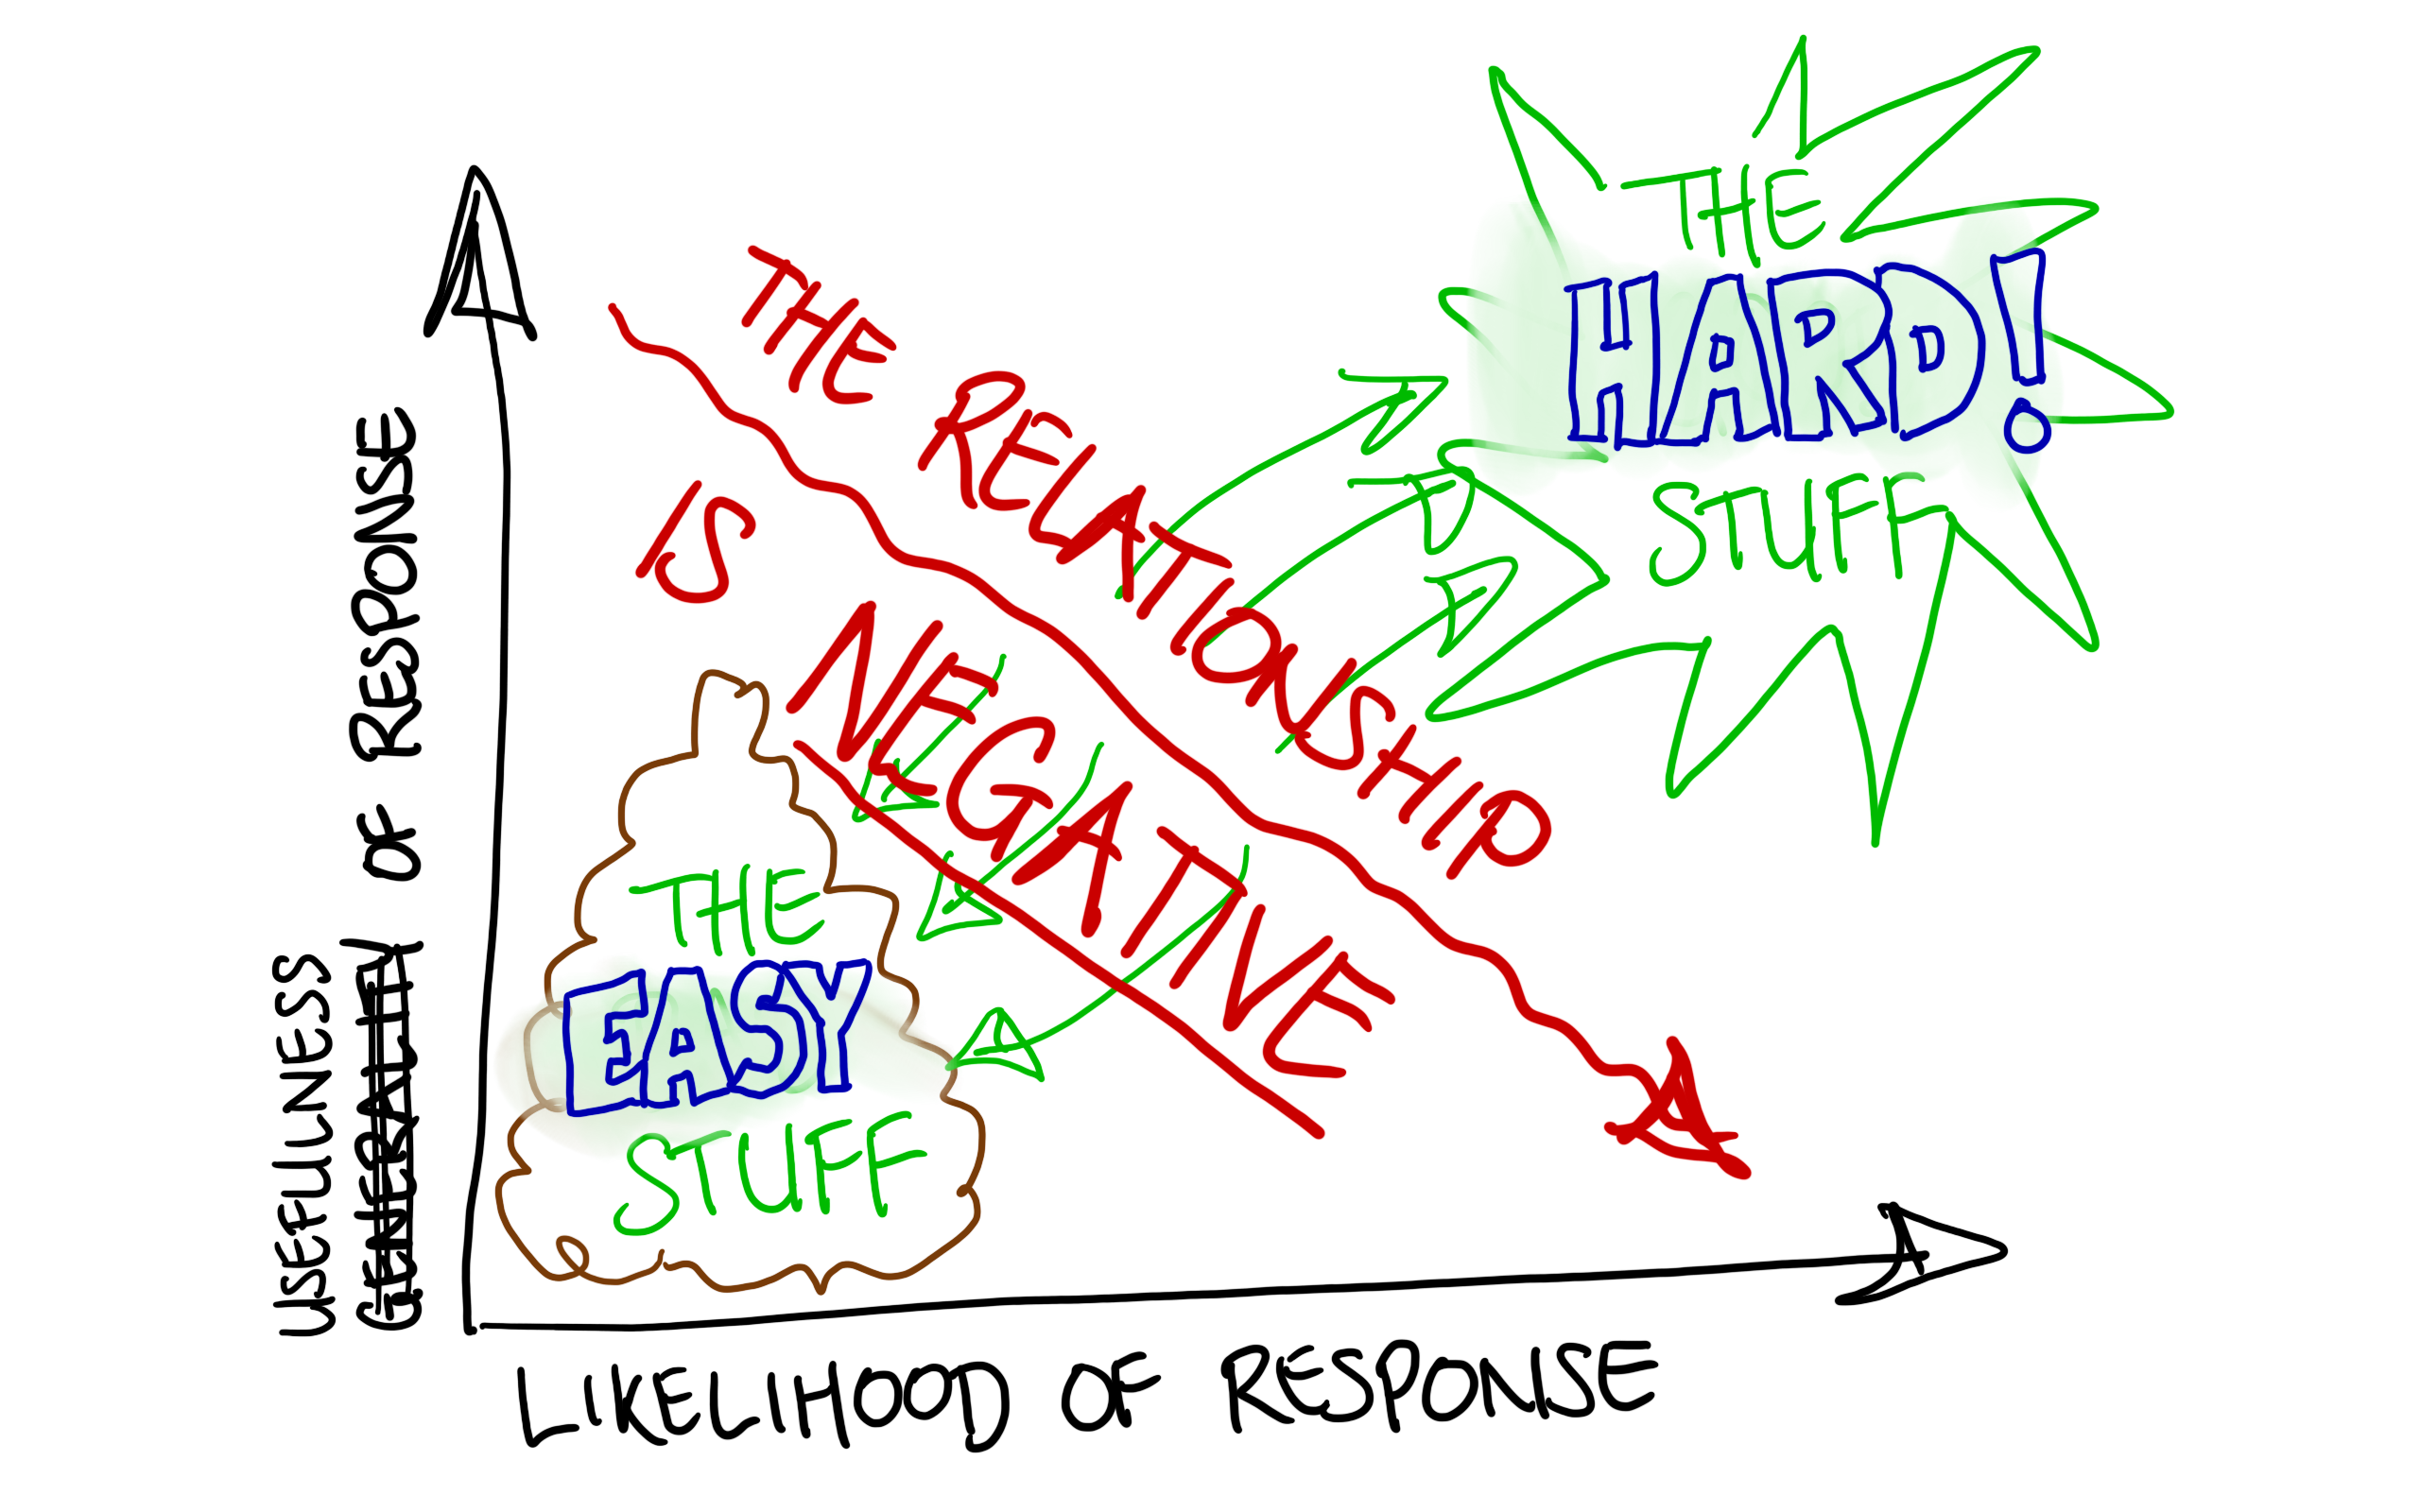 THE RELATIONSHIP
IS
NEGATIVE
THE
HARD!
STUFF
THE
EASY
STUFF
USEFULNESS
GENERALITY
OF RESPONSE
LIKELIHOOD OF RESPONSE